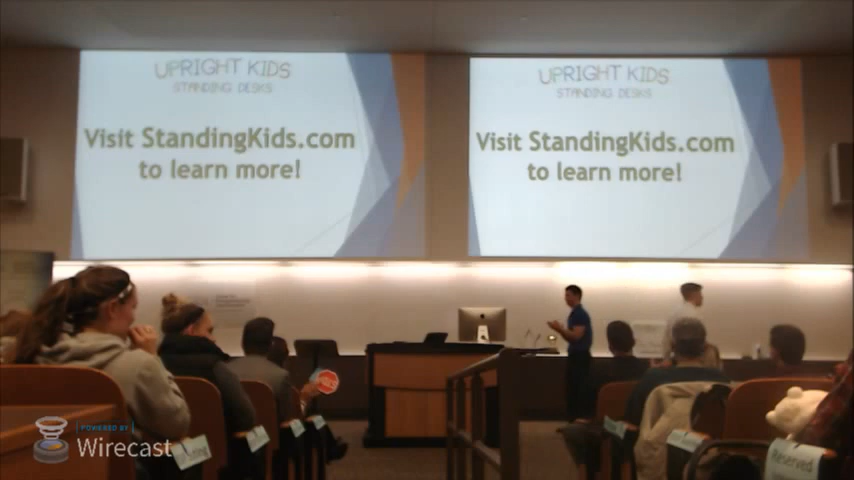 UPRIGHT KIDS
STANDING DESKS
Visit StandingKids.com
to learn more!
UPRIGHT KIDS
STANDING DESKS
Visit StandingKids.com
to learn more!
POWERED BY
Wirecast
Reserved